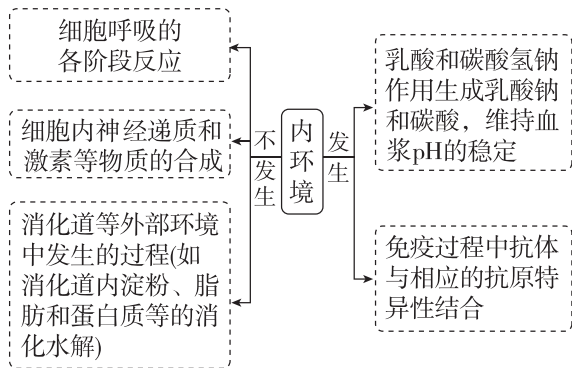 细胞呼吸的
各阶段反应
细胞内神经递质和
激素等物质的合成
消化道等外部环境
中发生的过程(如
消化道内淀粉、脂
肪和蛋白质等的消
化水解)
不发生
内环境
发生
乳酸和碳酸氢钠
作用生成乳酸钠
和碳酸，维持血
浆pH的稳定
免疫过程中抗体
与相应的抗原特
异性结合